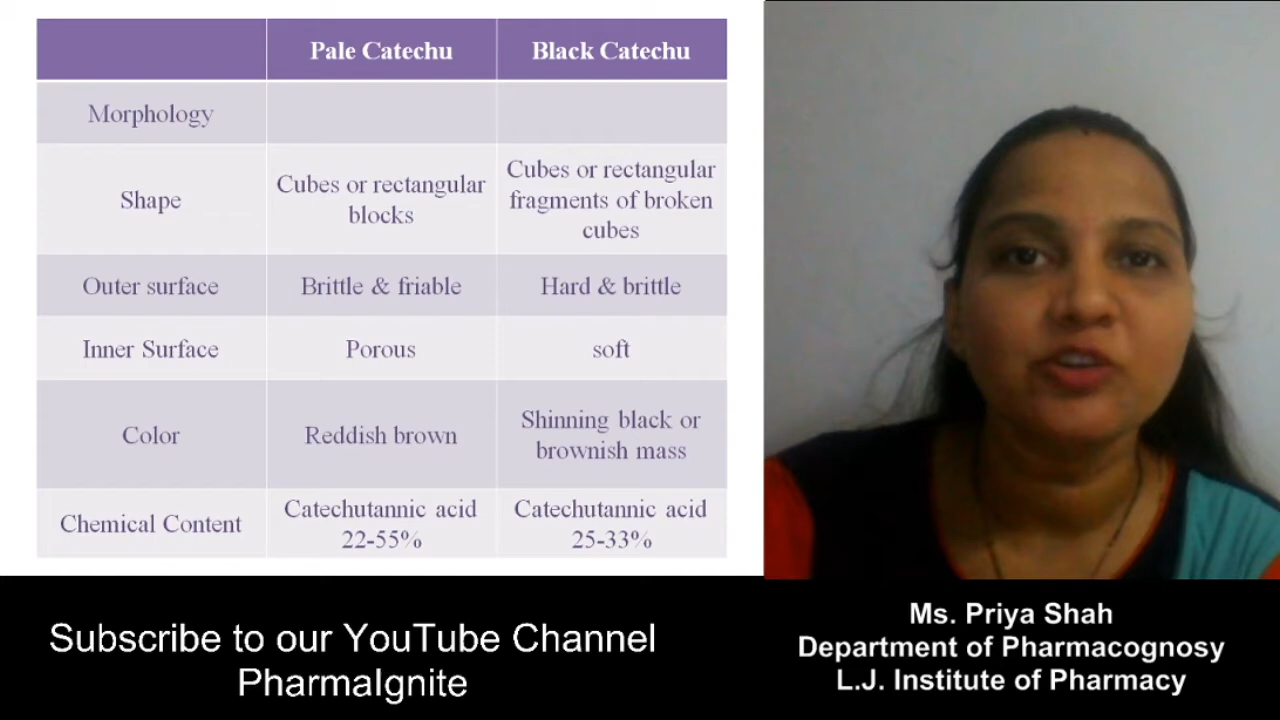 Pale Catechu
Black Catechu
Morphology
Shape
Cubes or rectangular
blocks
Cubes or rectangular
fragments of broken
cubes
Outer surface
Brittle & friable
Hard & brittle
Inner Surface
Porous
soft
Color
Reddish brown
Shinning black or
brownish mass
Chemical Content
Catechutannic acid
22-55%
Catechutannic acid
25-33%
Subscribe to our YouTube Channel
PharmaIgnite
Ms. Priya Shah
Department of Pharmacognosy
L.J. Institute of Pharmacy